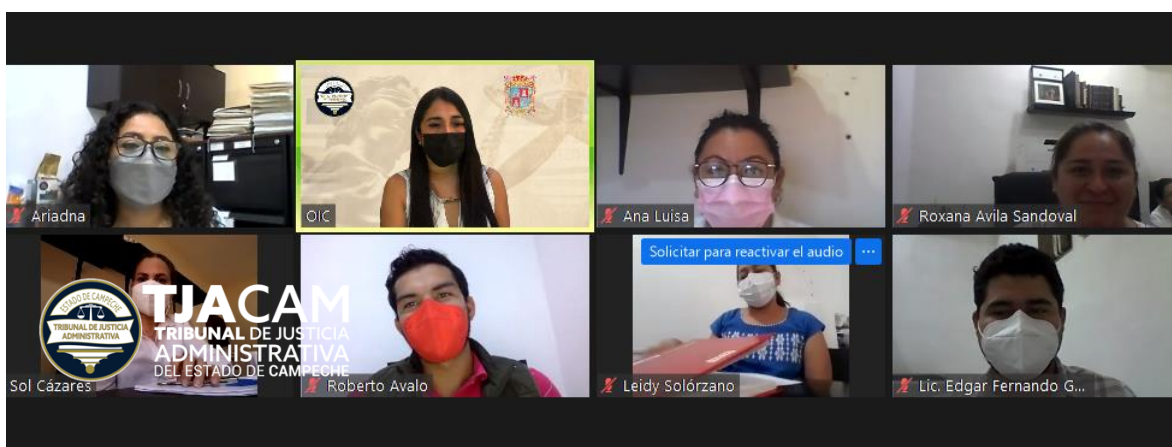 Ariadna
OIC
Ana Luisa
Roxana Avila Sandoval
Solicitar para reactivar el audio
...
ESTADO DE CAMPECHE
TRIBUNAL DE JUSTICIA
ADMINISTRATIVA
TJACAM
TRIBUNAL DE JUSTICIA
ADMINISTRATIVA
DEL ESTADO DE CAMPECHE
Sol Cázares
Roberto Avalo
Leidy Solórzano
Lic. Edgar Fernando G...